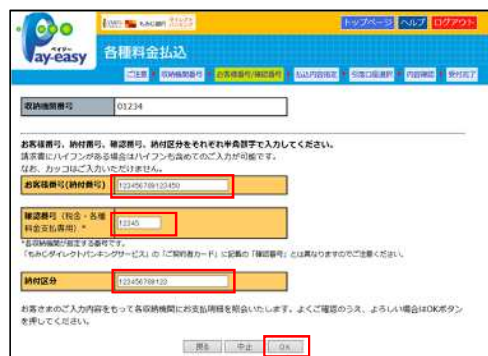 Pay-easy
ペイジー
もみじ銀行 ダイレクトバンキング
トップページ ヘルプ ログアウト
各種料金払込
ご注意 収納機関番号 お客様番号/確認番号 払込内容指定 引落口座選択 内容確認 受付完了
収納機関番号 01234
お客様番号、納付番号、確認番号、納付区分をそれぞれ半角数字で入力してください。
請求書にハイフンがある場合はハイフンも含めてのご入力が可能です。
なお、カッコはご入力いただけません。
お客様番号(納付番号) 123456789123450
確認番号（税金・各種
料金支払専用）* 12345
*各収納機関が指定する番号です。
「もみじダイレクトバンキングサービス」の「ご契約者カード」に記載の「確認番号」とは異なりますのでご注意ください。
納付区分 123456789120
お客さまのご入力内容をもって各収納機関にお支払明細を照会いたします。よくご確認のうえ、よろしい場合はOKボタン
を押してください。
戻る 中止 OK